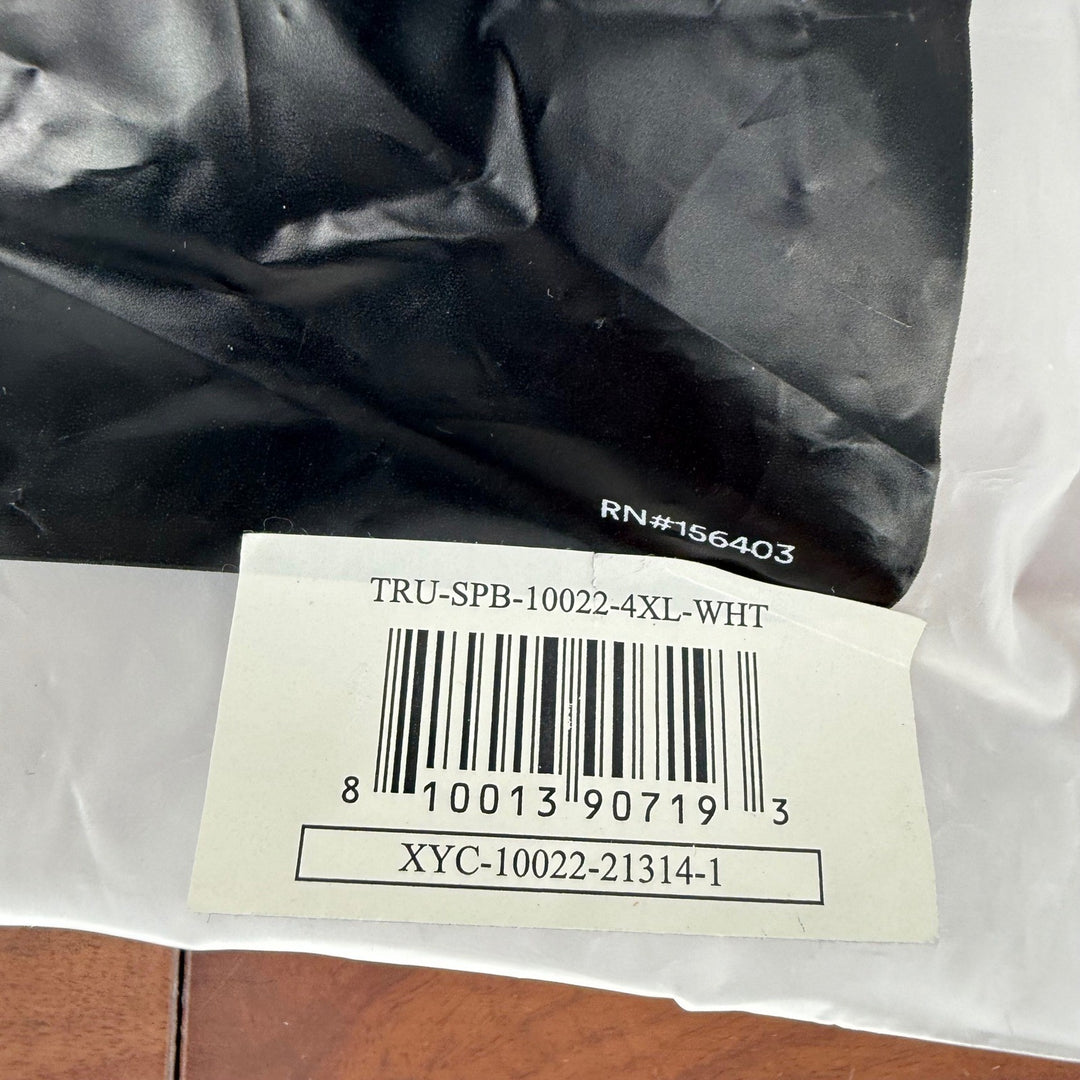 RN#156403
TRU-SPB-10022-4XL-WHT
8 10013 90719 3
XYC-10022-21314-1